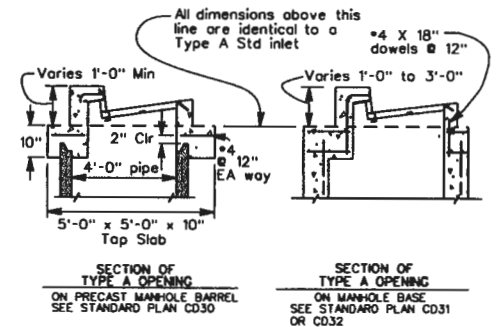 All dimensions above this
line are identical to a
Type A Std inlet
#4 X 18"
dowels @ 12"
Varies 1'-0" Min
Varies 1'-0" to 3'-0"
10"
2" Clr
4'-0" pipe
#4
@ 12"
EA way
5'-0" x 5'-0" x 10"
Top Slab
SECTION OF
TYPE A OPENING
ON PRECAST MANHOLE BARREL
SEE STANDARD PLAN CD30
SECTION OF
TYPE A OPENING
ON MANHOLE BASE
SEE STANDARD PLAN CD31
OR CD32